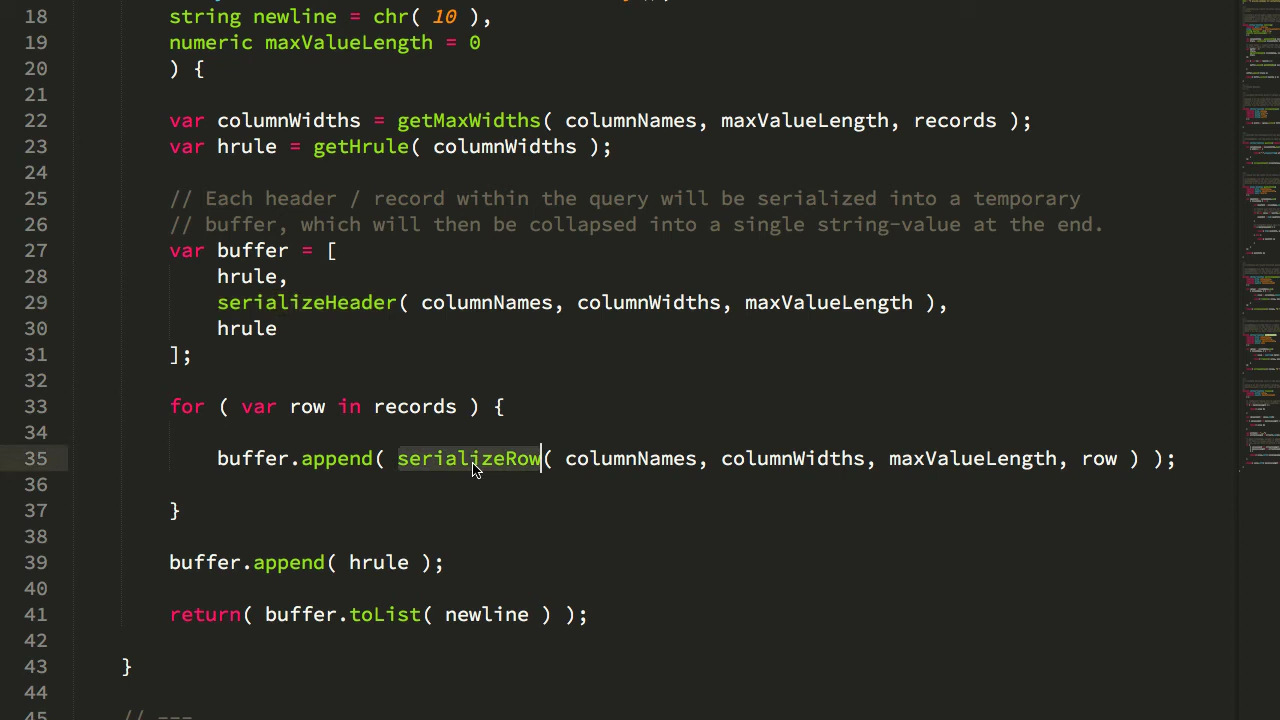 18 string newline = chr( 10 ),
19 numeric maxValueLength = 0
20 ) {
21
22 var columnWidths = getMaxWidths( columnNames, maxValueLength, records );
23 var hrule = getHrule( columnWidths );
24
25 // Each header / record within the query will be serialized into a temporary
26 // buffer, which will then be collapsed into a single string-value at the end.
27 var buffer = [
28 hrule,
29 serializeHeader( columnNames, columnWidths, maxValueLength ),
30 hrule
31 ];
32
33 for ( var row in records ) {
34
35 buffer.append( serializeRow( columnNames, columnWidths, maxValueLength, row ) );
36
37 }
38
39 buffer.append( hrule );
40
41 return( buffer.toList( newline ) );
42
43 }
44
45 // ---